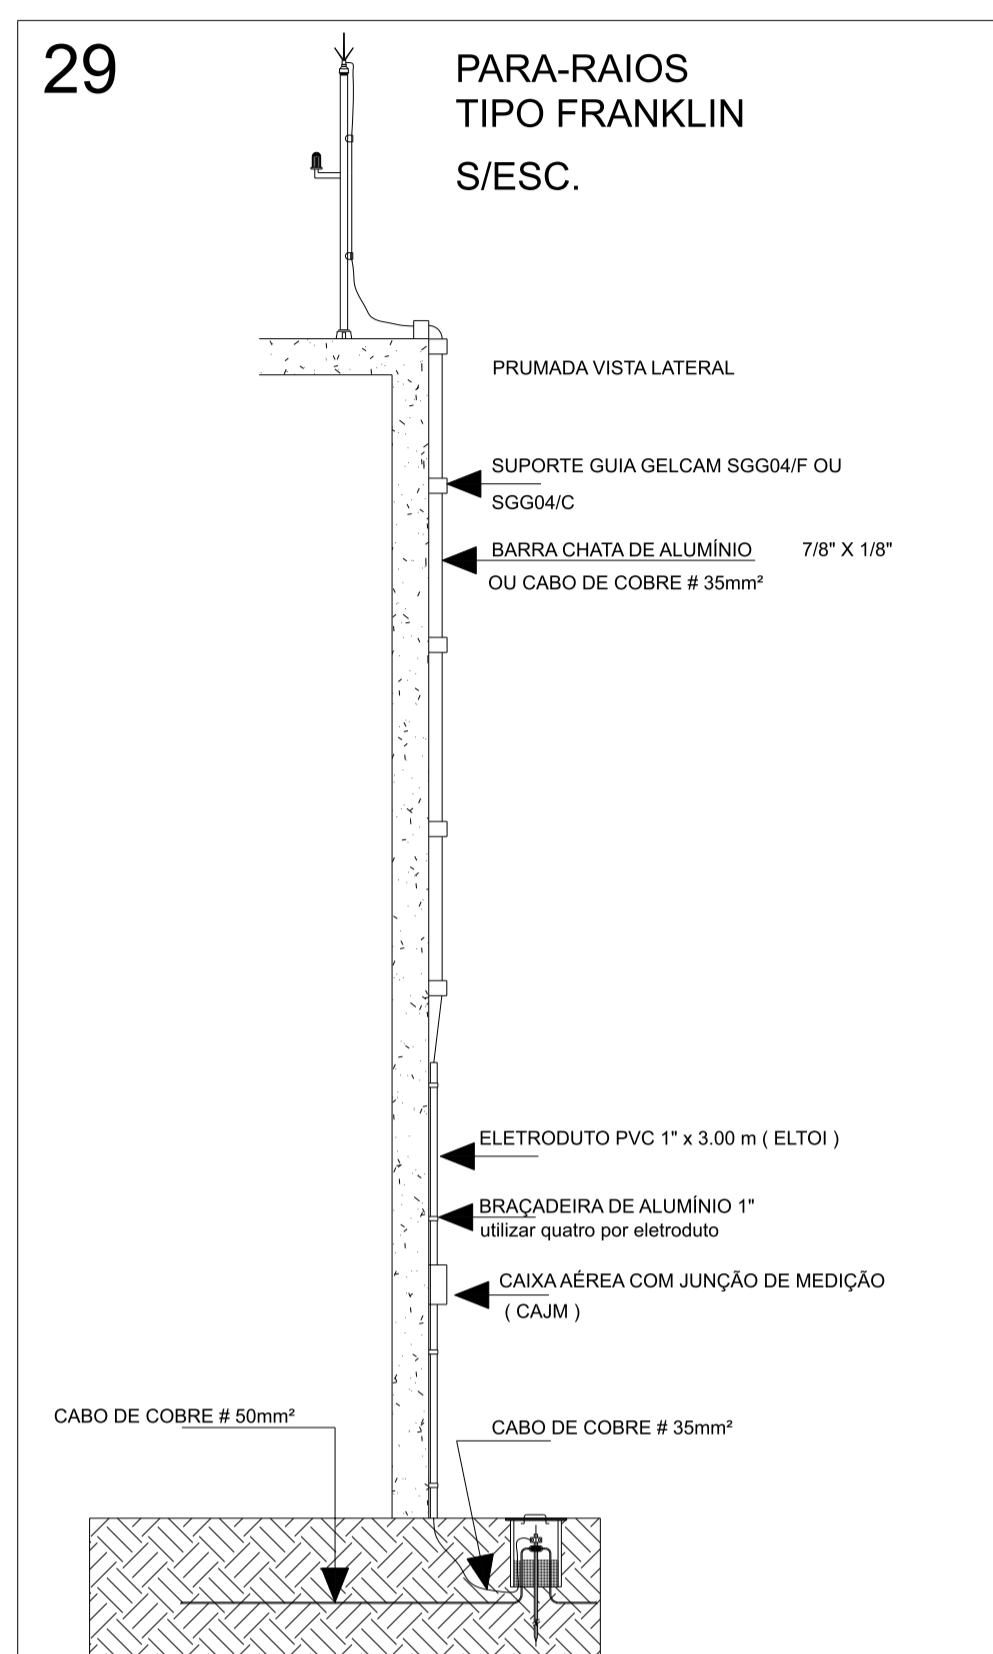 29
PARA-RAIOS
TIPO FRANKLIN
S/ESC.
PRUMADA VISTA LATERAL
SUPORTE GUIA GELCAM SGG04/F OU
SGG04/C
BARRA CHATA DE ALUMÍNIO 7/8" X 1/8"
OU CABO DE COBRE # 35mm²
ELETRODUTO PVC 1" x 3.00 m ( ELTOI )
BRAÇADEIRA DE ALUMÍNIO 1"
utilizar quatro por eletroduto
CAIXA AÉREA COM JUNÇÃO DE MEDIÇÃO
( CAJM )
CABO DE COBRE # 50mm²
CABO DE COBRE # 35mm²